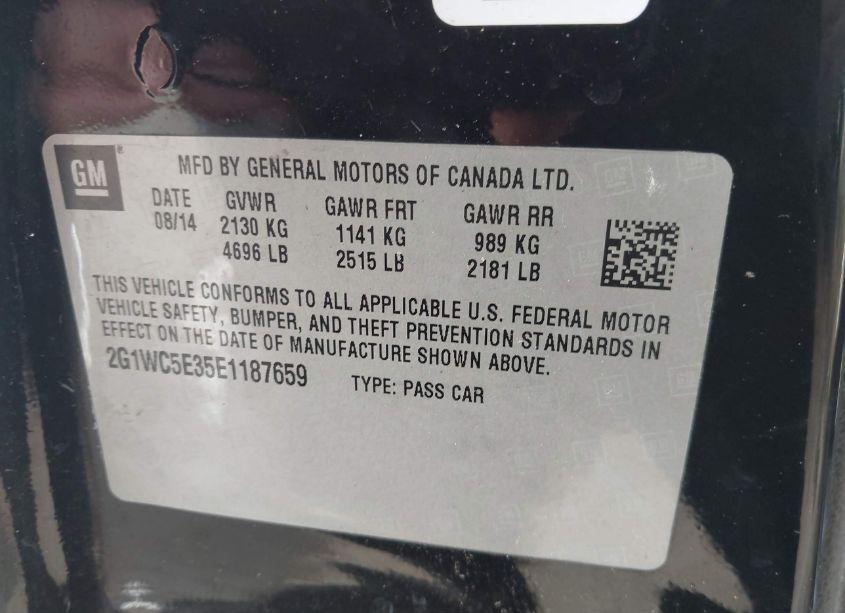 GM
MFD BY GENERAL MOTORS OF CANADA LTD.
DATE GVWR GAWR FRT GAWR RR
08/14 2130 KG 1141 KG 989 KG
4696 LB 2515 LB 2181 LB
THIS VEHICLE CONFORMS TO ALL APPLICABLE U.S. FEDERAL MOTOR
VEHICLE SAFETY, BUMPER, AND THEFT PREVENTION STANDARDS IN
EFFECT ON THE DATE OF MANUFACTURE SHOWN ABOVE.
2G1WC5E35E1187659 TYPE: PASS CAR